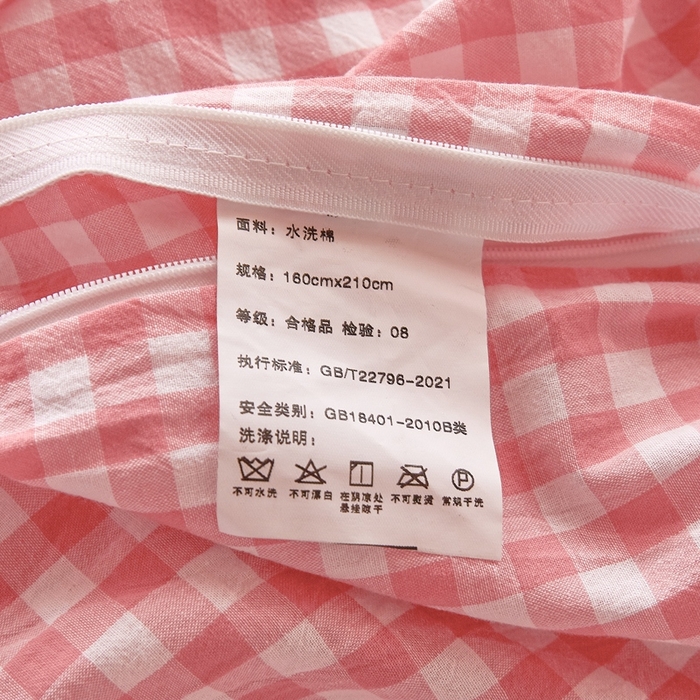 面料：水洗棉
规格：160cmx210cm
等级：合格品 检验：08
执行标准：GB/T22796-2021
安全类别：GB18401-2010B类
洗涤说明：
P
不可水洗 不可漂白 在阴凉处 不可熨烫 常规干洗
悬挂晾干